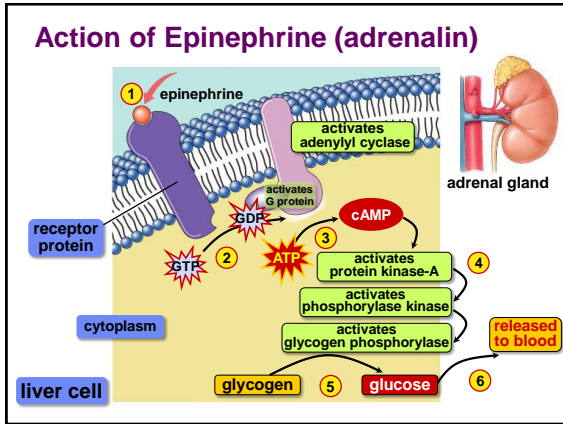 Action of Epinephrine (adrenalin)
1
epinephrine
activates
adenylyl cyclase
adrenal gland
activates
G protein
GDP
cAMP
receptor
protein
GTP
2
ATP
3
activates
protein kinase-A
4
activates
phosphorylase kinase
cytoplasm
activates
glycogen phosphorylase
released
to blood
liver cell
glycogen
5
glucose
6